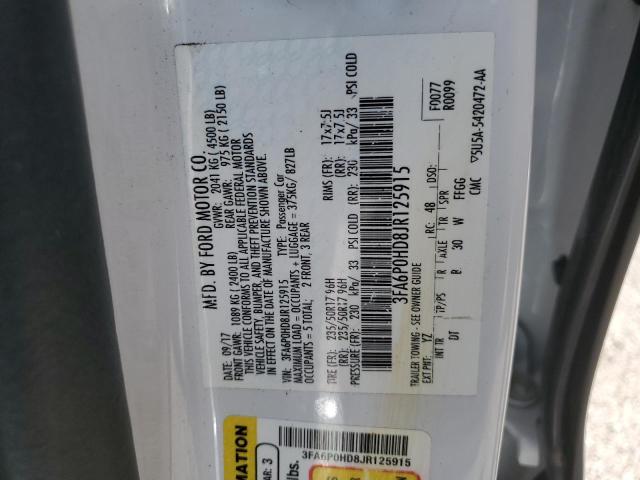 MFD. BY FORD MOTOR CO.
DATE: 09/17 GVWR: 2041 KG ( 4500 LB)
FRONT GAWR: 1089 KG ( 2400 LB) REAR GAWR: 975 KG ( 2150 LB)
THIS VEHICLE CONFORMS TO ALL APPLICABLE FEDERAL MOTOR
VEHICLE SAFETY, BUMPER, AND THEFT PREVENTION STANDARDS
IN EFFECT ON THE DATE OF MANUFACTURE SHOWN ABOVE.
VIN: 3FA6P0HD8JR125915 TYPE: Passenger Car
MAXIMUM LOAD = OCCUPANTS + LUGGAGE = 375KG/ 827LB
OCCUPANTS = 5 TOTAL; 2 FRONT, 3 REAR
TIRE (FR): 235/50R17 96H RIMS (FR): 17x7.5J
(RR): 235/50R17 96H (RR): 17x7.5J
PRESSURE (FR): 230 kPa/ 33 PSI COLD (RR): 230 kPa/ 33 PSI COLD
3FA6P0HD8JR125915
TRAILER TOWING - SEE OWNER GUIDE F0077
EXT PNT: YZ RC: 48 DSO: R0099
INT TR TP/PS R AXLE TR SPR
DT B 30 W FFGG
CMC 5U5A-5420472-AA
MATION
AR: 3
lbs.
3FA6P0HD8JR125915